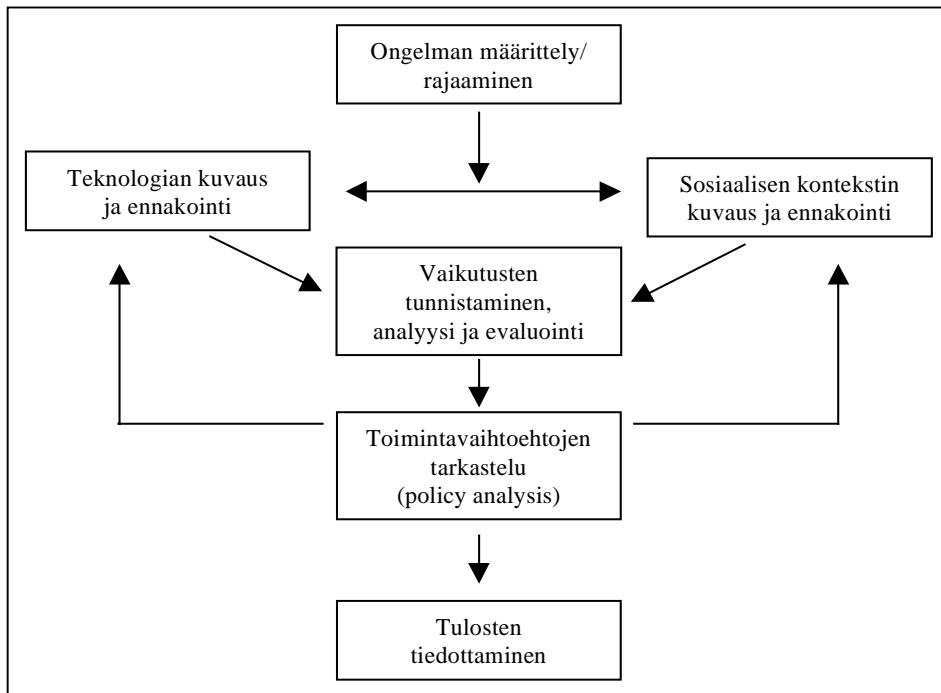 Ongelman määrittely/
rajaaminen
Teknologian kuvaus
ja ennakointi
Sosiaalisen kontekstin
kuvaus ja ennakointi
Vaikutusten
tunnistaminen,
analyysi ja evaluointi
Toimintavaihtoehtojen
tarkastelu
(policy analysis)
Tulosten
tiedottaminen